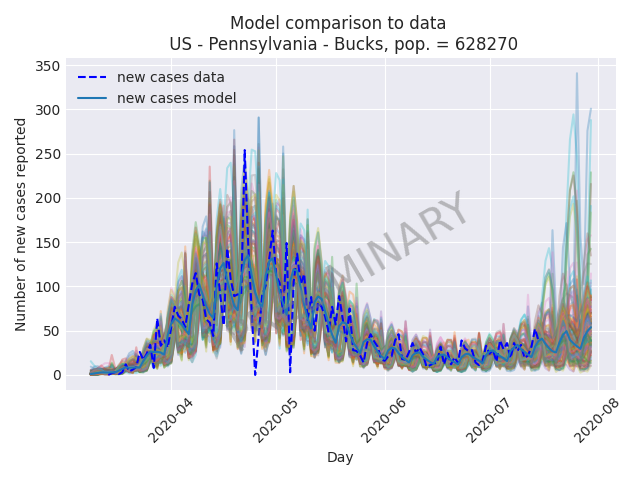 Model comparison to data
US - Pennsylvania - Bucks, pop. = 628270
350
300
250
200
150
100
50
0
Number of new cases reported
new cases data
new cases model
2020-04
2020-05
2020-06
2020-07
2020-08
Day